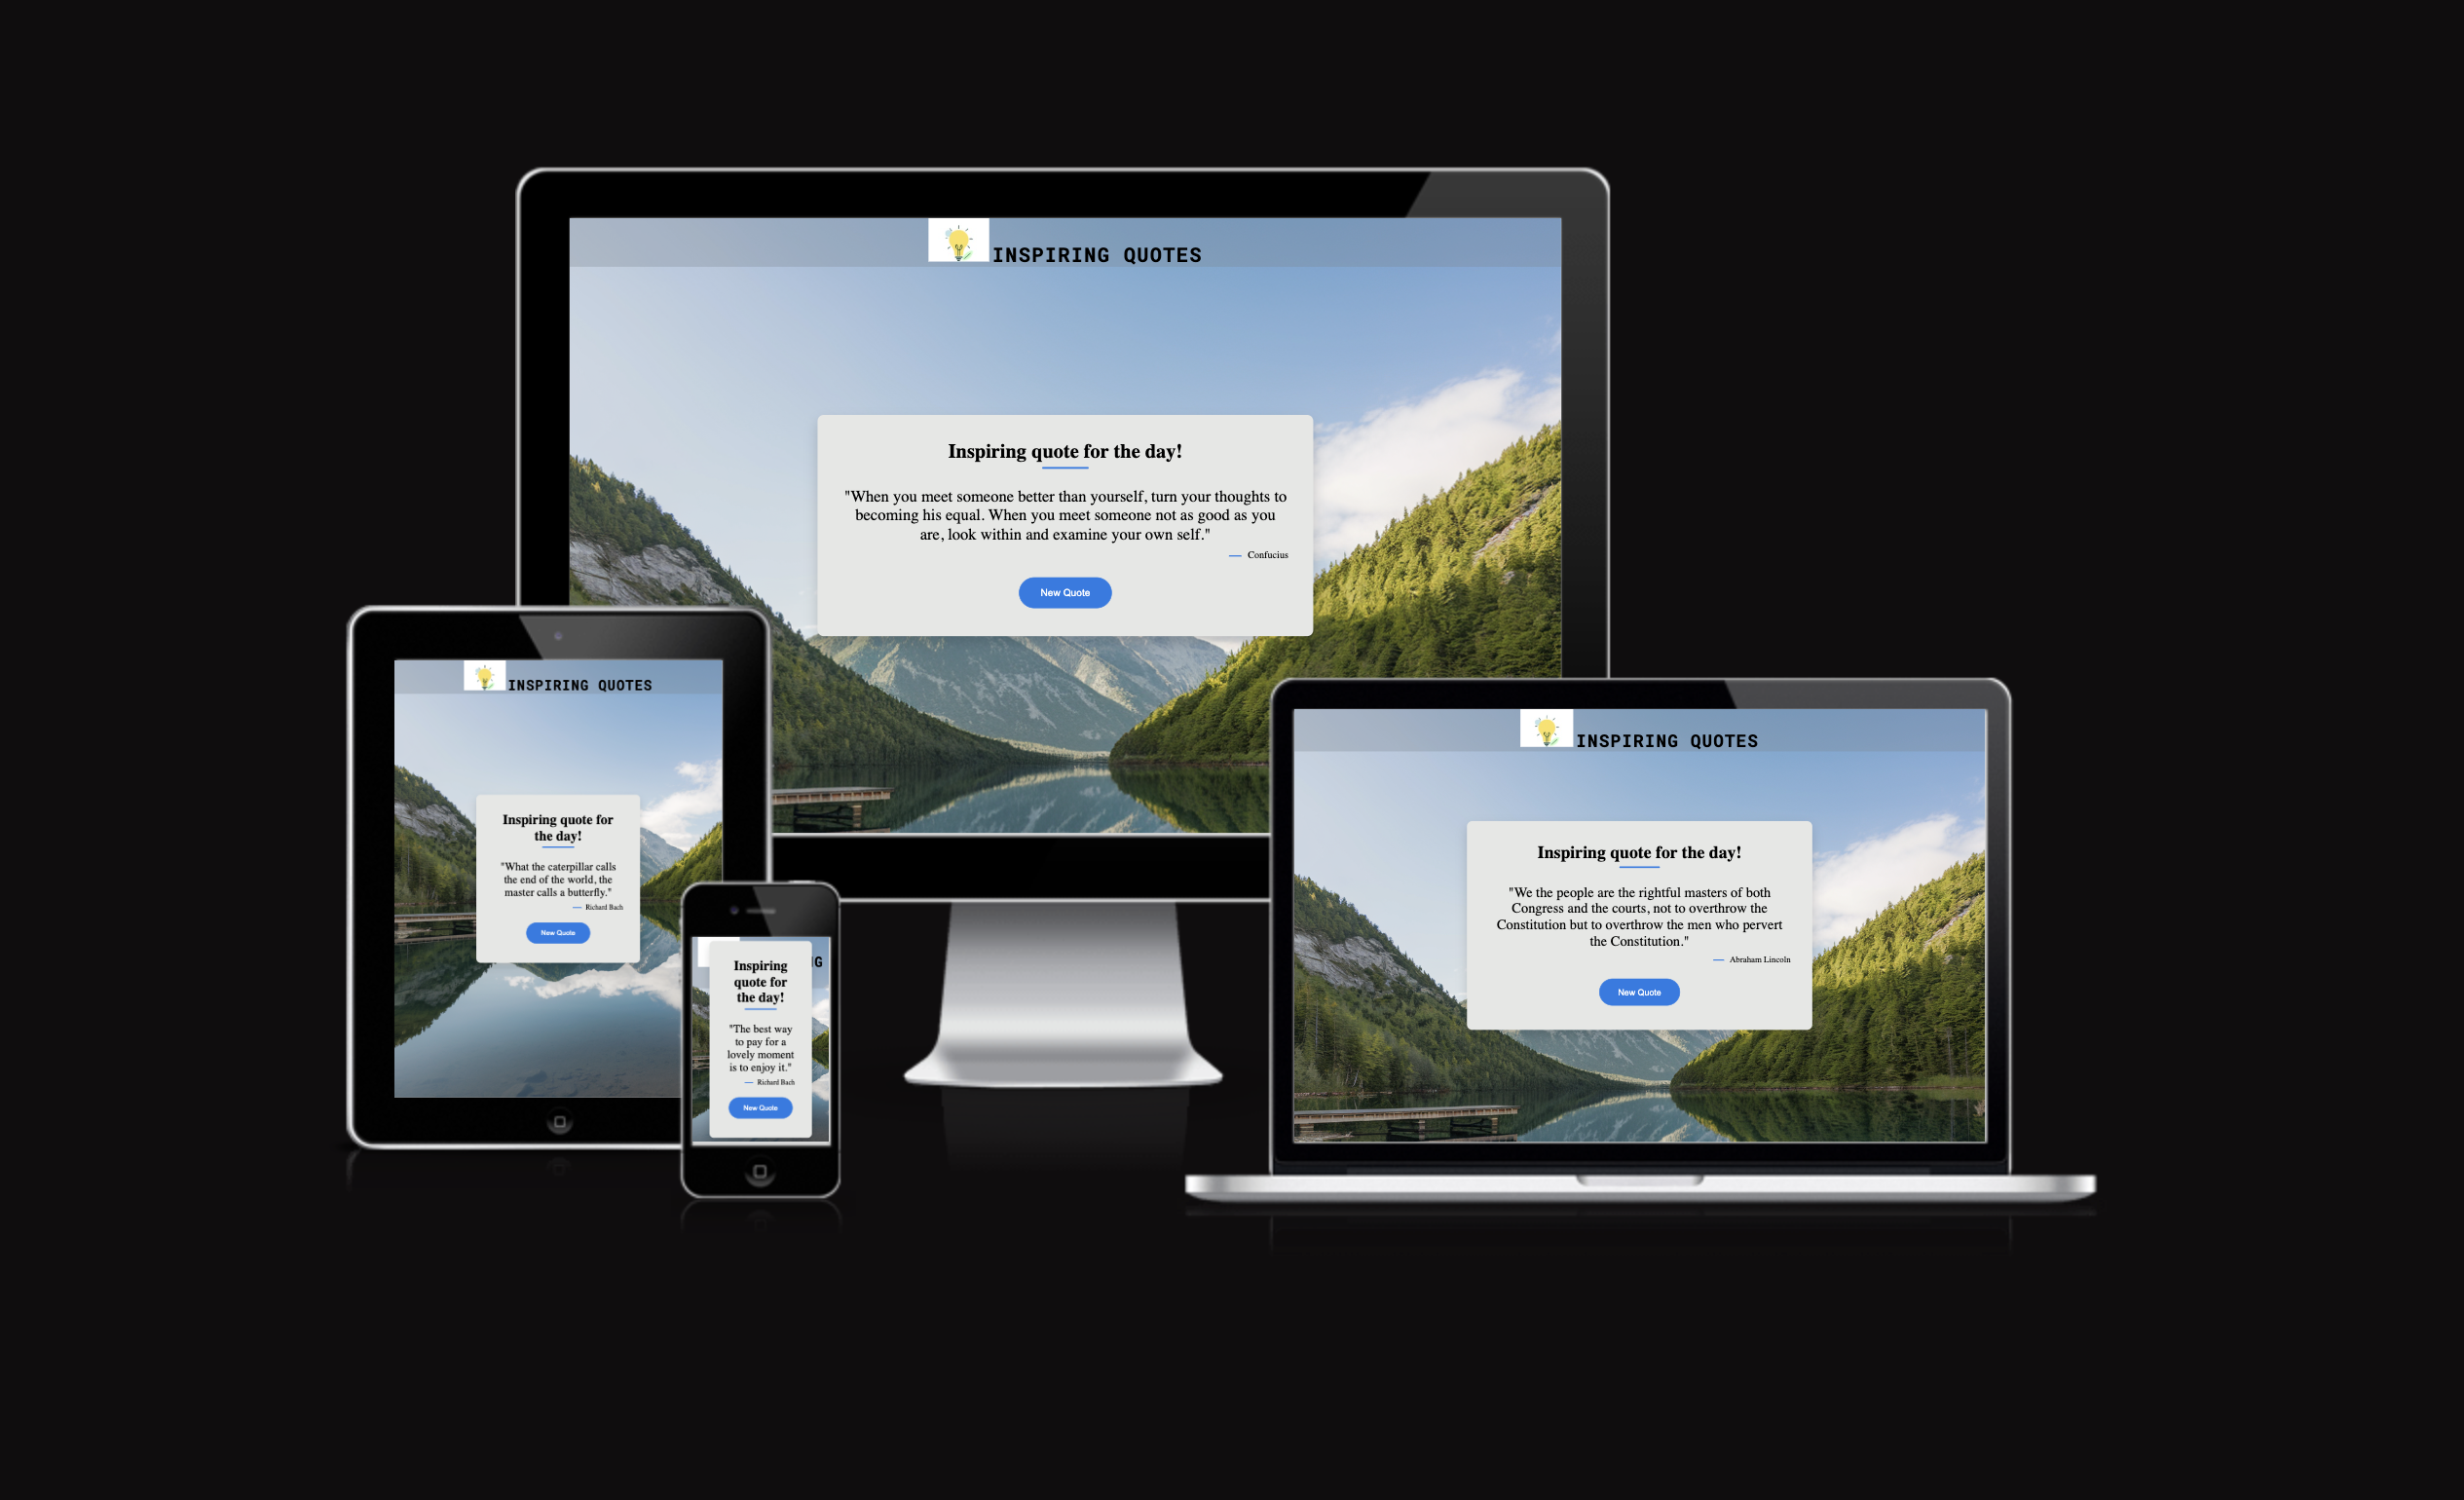 INSPIRING QUOTES
Inspiring quote for the day!
"When you meet someone better than yourself, turn your thoughts to
becoming his equal. When you meet someone not as good as you
are, look within and examine your own self."
— Confucius
New Quote
INSPIRING QUOTES
Inspiring quote for
the day!
"What the caterpillar calls
the end of the world, the
master calls a butterfly."
— Richard Bach
New Quote
NG
Inspiring
quote for
the day!
"The best way
to pay for a
lovely moment
is to enjoy it."
— Richard Bach
New Quote
INSPIRING QUOTES
Inspiring quote for the day!
"We the people are the rightful masters of both
Congress and the courts, not to overthrow the
Constitution but to overthrow the men who pervert
the Constitution."
— Abraham Lincoln
New Quote